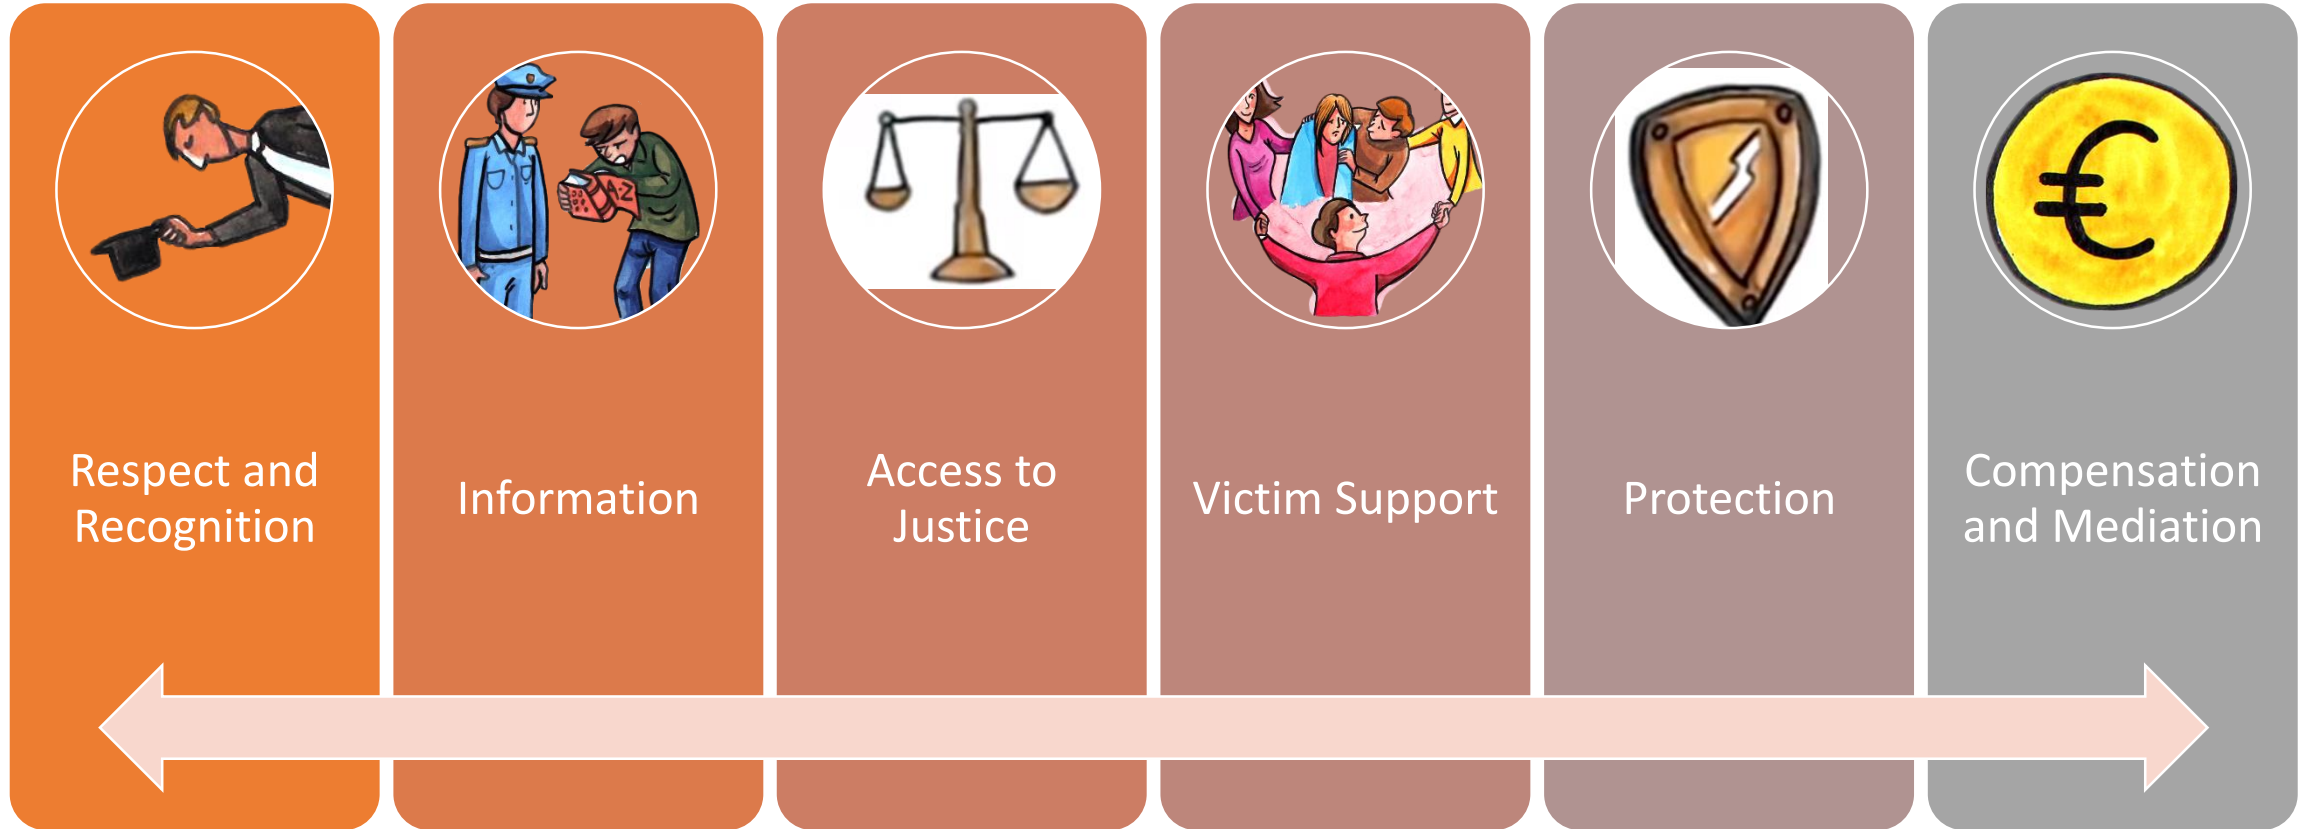 Respect and
Recognition
Information
Access to
Justice
Victim Support
Protection
Compensation
and Mediation
A-Z
€